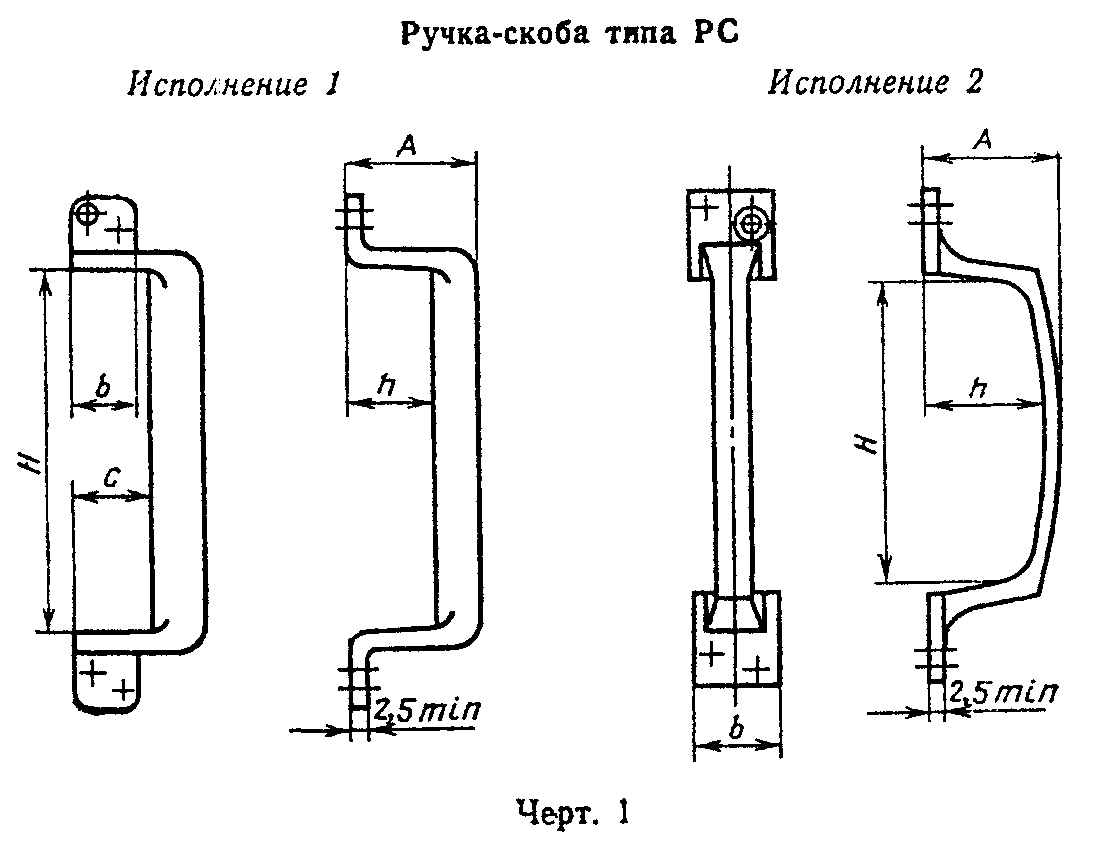 Ручка-скоба типа РС
Исполнение 1
Исполнение 2
A
A
b
h
h
H
H
C
2,5 min
2,5 min
b
Черт. 1